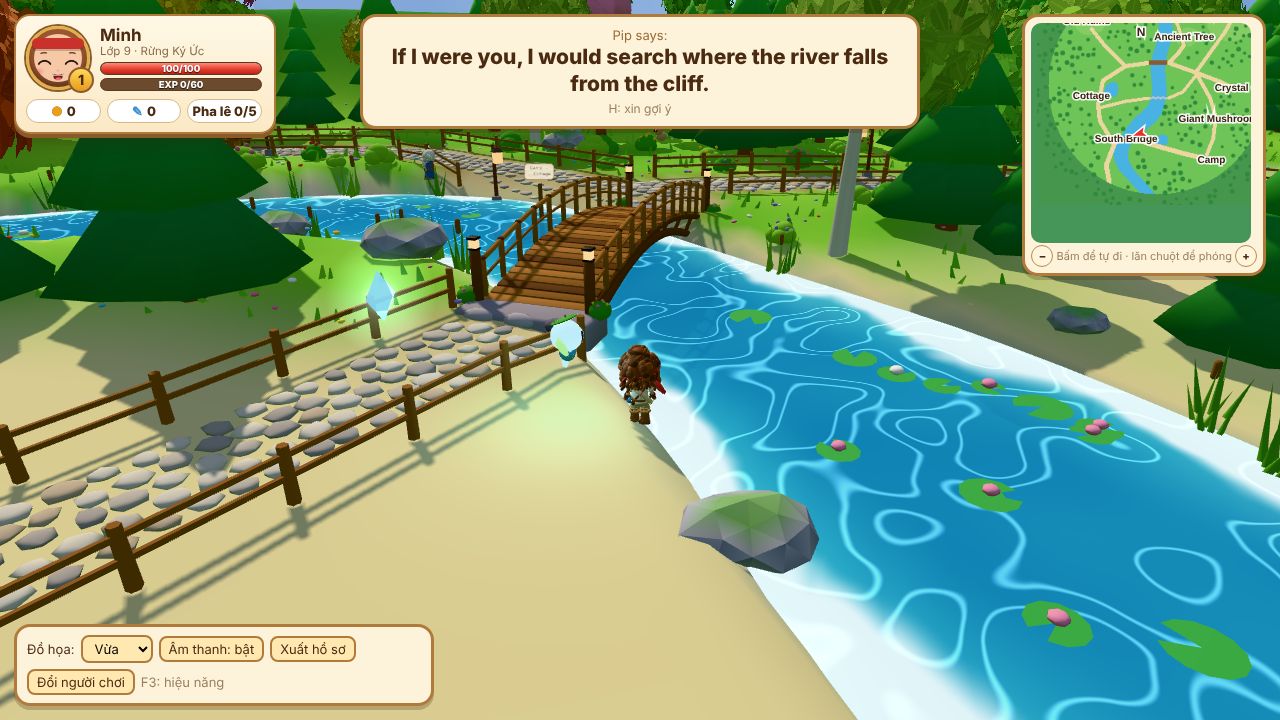 Minh
Lớp 9 · Rừng Ký Ức
100/100
EXP 0/60
1
0
0
Pha lê 0/5
Pip says:
If I were you, I would search where the river falls
from the cliff.
H: xin gợi ý
N
Ancient Tree
Cottage
Crystal
Giant Mushroom
South Bridge
Camp
− Bấm để tự đi · lăn chuột để phóng +
Đồ họa: Vừa Âm thanh: bật Xuất hồ sơ
Đổi người chơi F3: hiệu năng